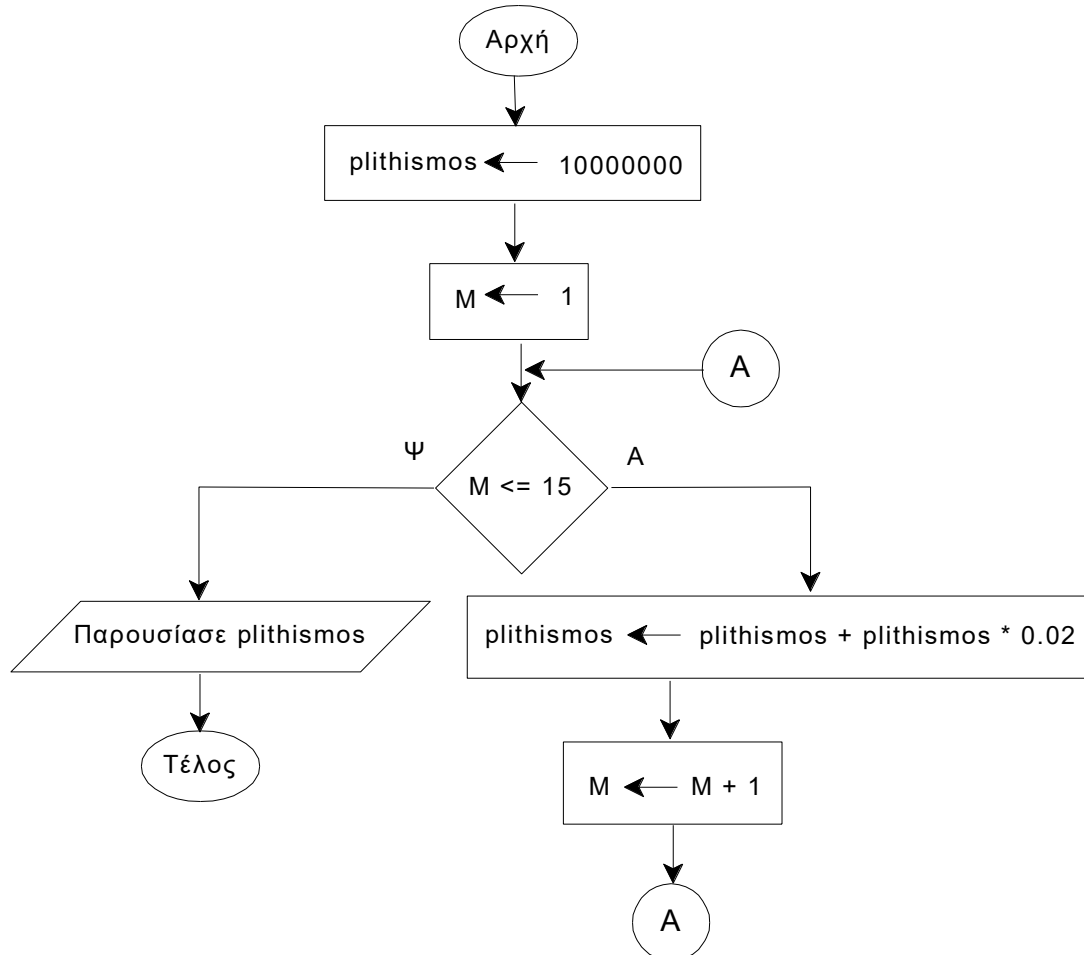 Αρχή
plithismos 10000000
M 1
A
Ψ
A
M <= 15
Παρουσίασε plithismos
plithismos plithismos + plithismos * 0.02
Τέλος
M M + 1
A